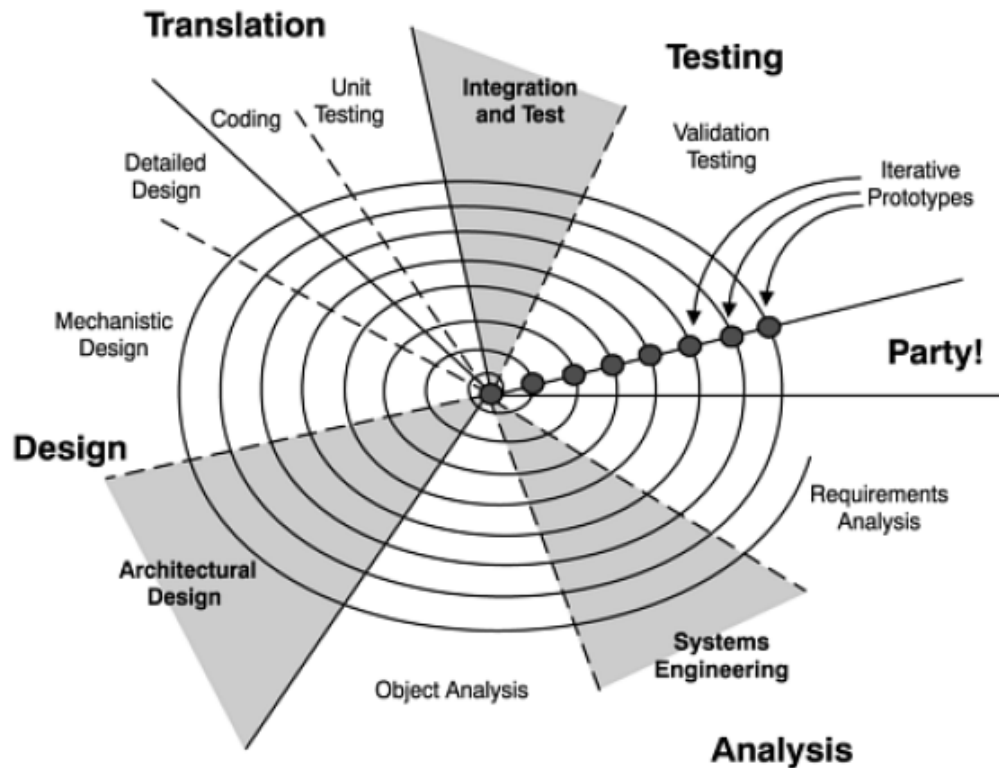 Translation
Testing
Integration
and Test
Unit
Testing
Coding
Validation
Testing
Detailed
Design
Iterative
Prototypes
Mechanistic
Design
Party!
Design
Requirements
Analysis
Architectural
Design
Systems
Engineering
Object Analysis
Analysis